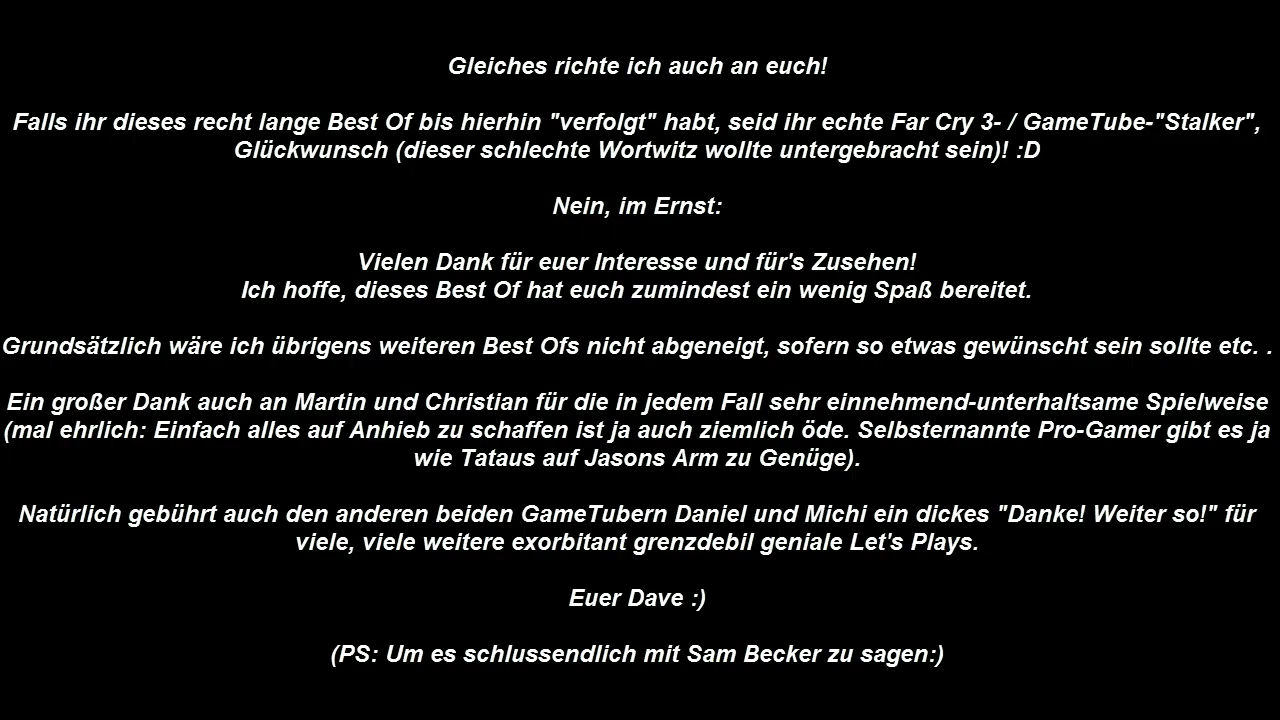 Gleiches richte ich auch an euch!
Falls ihr dieses recht lange Best Of bis hierhin "verfolgt" habt, seid ihr echte Far Cry 3- / GameTube-"Stalker",
Glückwunsch (dieser schlechte Wortwitz wollte untergebracht sein)! :D
Nein, im Ernst:
Vielen Dank für euer Interesse und für's Zusehen!
Ich hoffe, dieses Best Of hat euch zumindest ein wenig Spaß bereitet.
Grundsätzlich wäre ich übrigens weiteren Best Ofs nicht abgeneigt, sofern so etwas gewünscht sein sollte etc. .
Ein großer Dank auch an Martin und Christian für die in jedem Fall sehr einnehmend-unterhaltsame Spielweise
(mal ehrlich: Einfach alles auf Anhieb zu schaffen ist ja auch ziemlich öde. Selbsternannte Pro-Gamer gibt es ja
wie Tataus auf Jasons Arm zu Genüge).
Natürlich gebührt auch den anderen beiden GameTubern Daniel und Michi ein dickes "Danke! Weiter so!" für
viele, viele weitere exorbitant grenzdebil geniale Let's Plays.
Euer Dave :)
(PS: Um es schlussendlich mit Sam Becker zu sagen:)